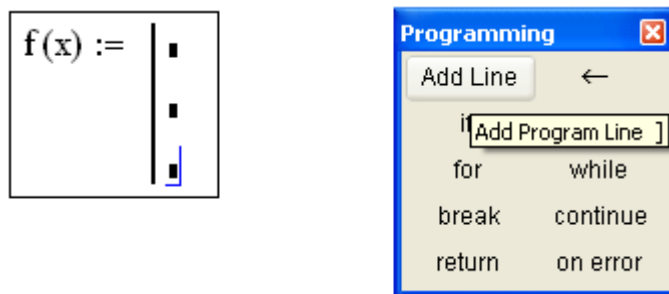 f(x) :=
Programming
Add Line ←
Add Program Line ]
for while
break continue
return on error